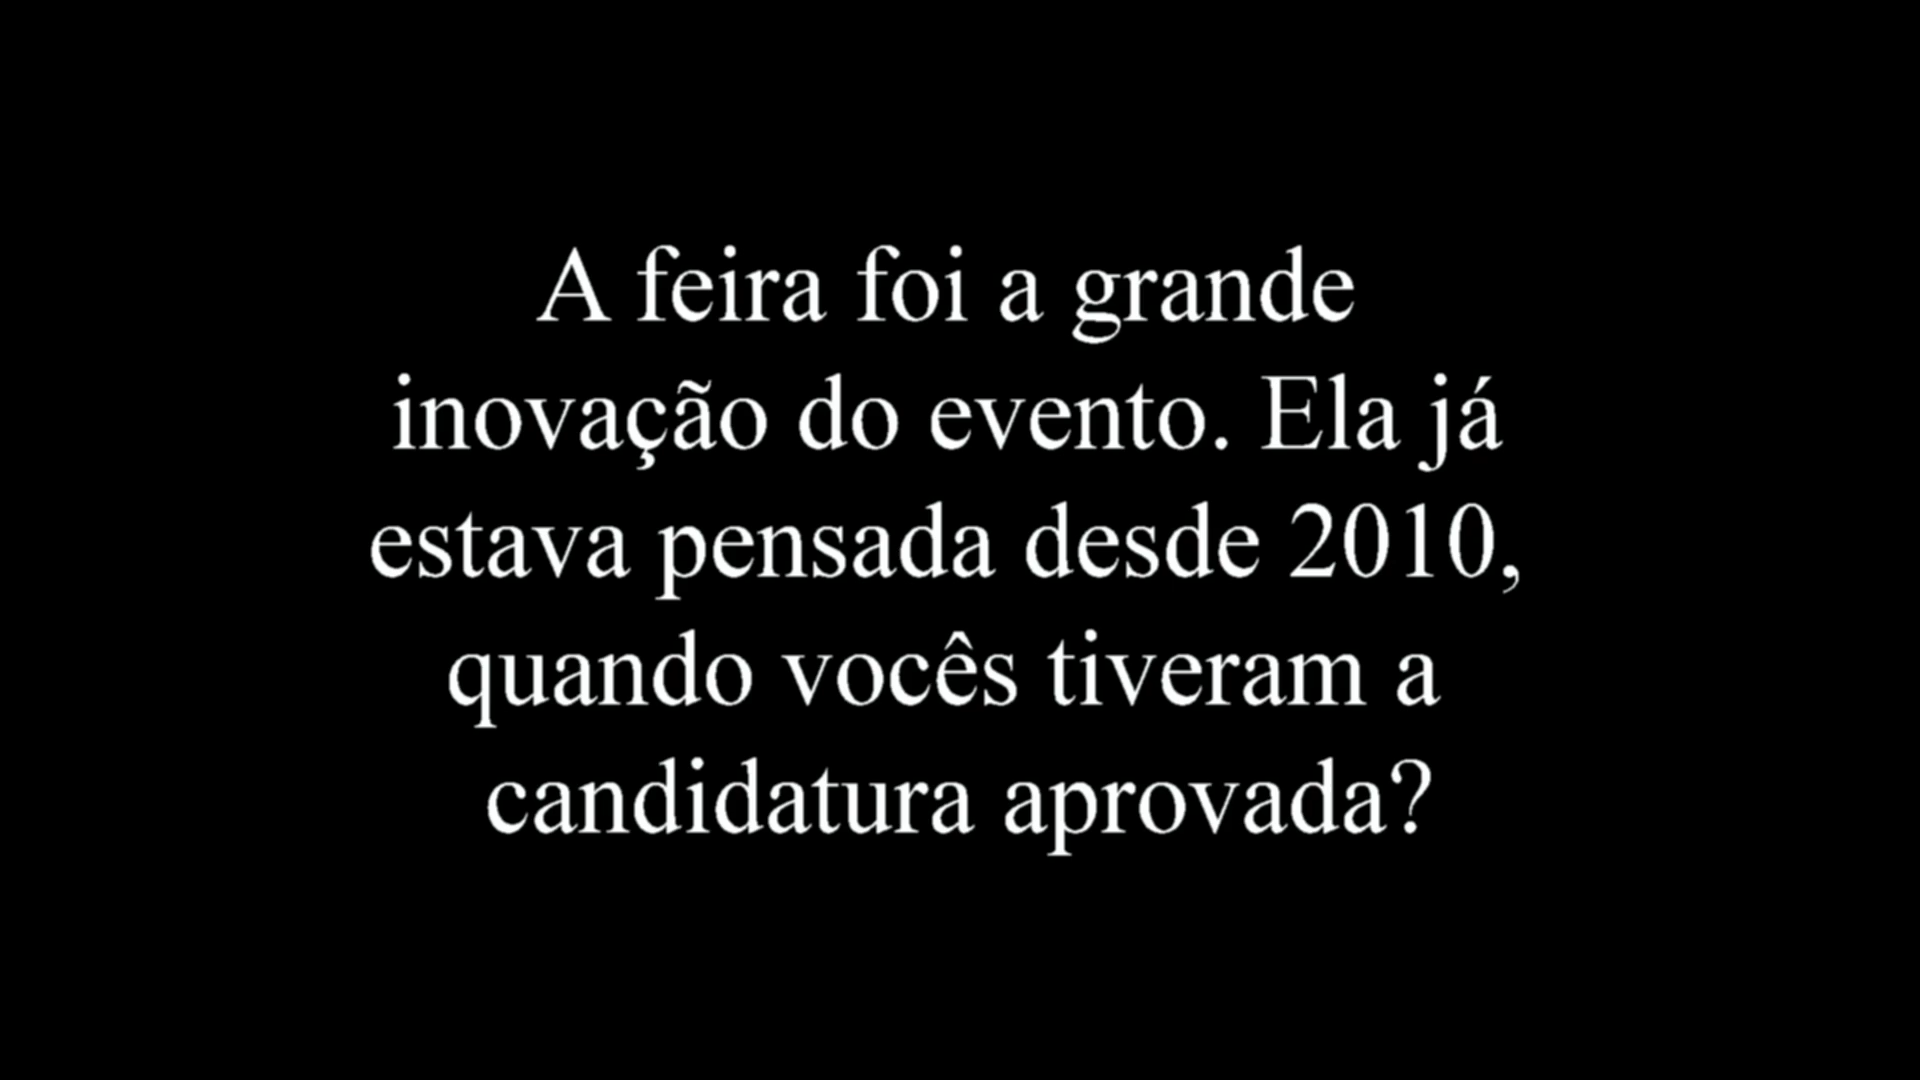 A feira foi a grande
inovação do evento. Ela já
estava pensada desde 2010,
quando vocês tiveram a
candidatura aprovada?